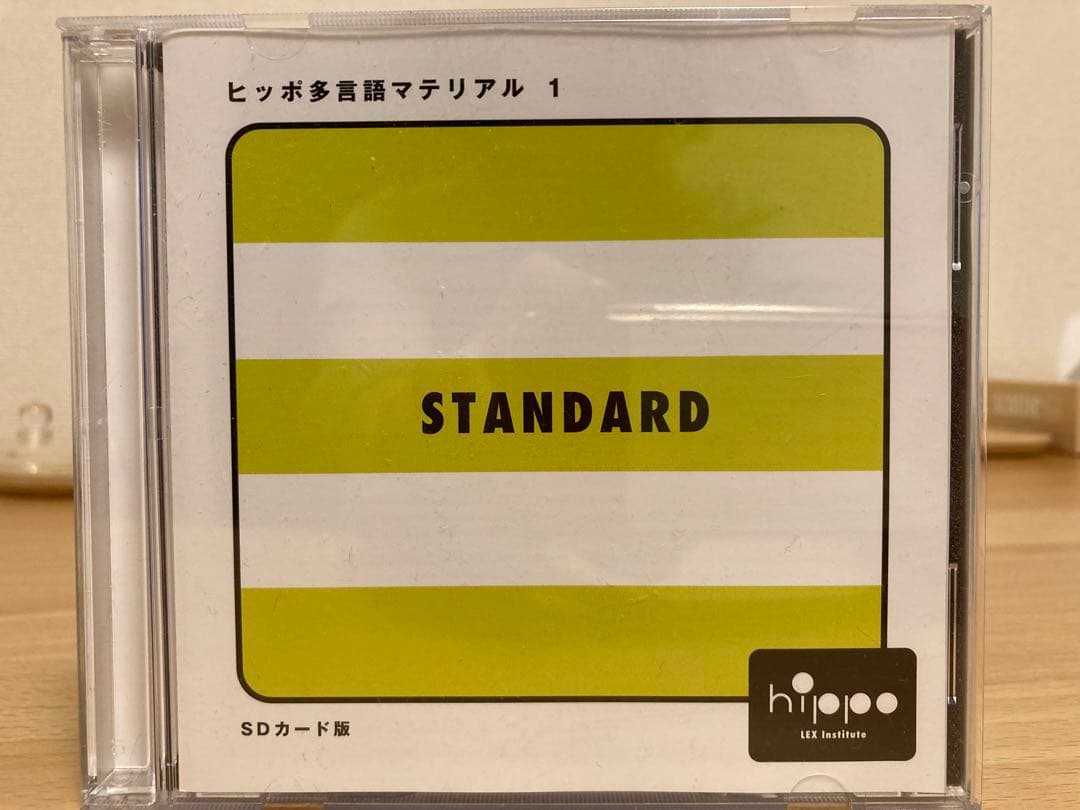 ヒッポ多言語マテリアル 1
STANDARD
SDカード版
hippo
LEX Institute